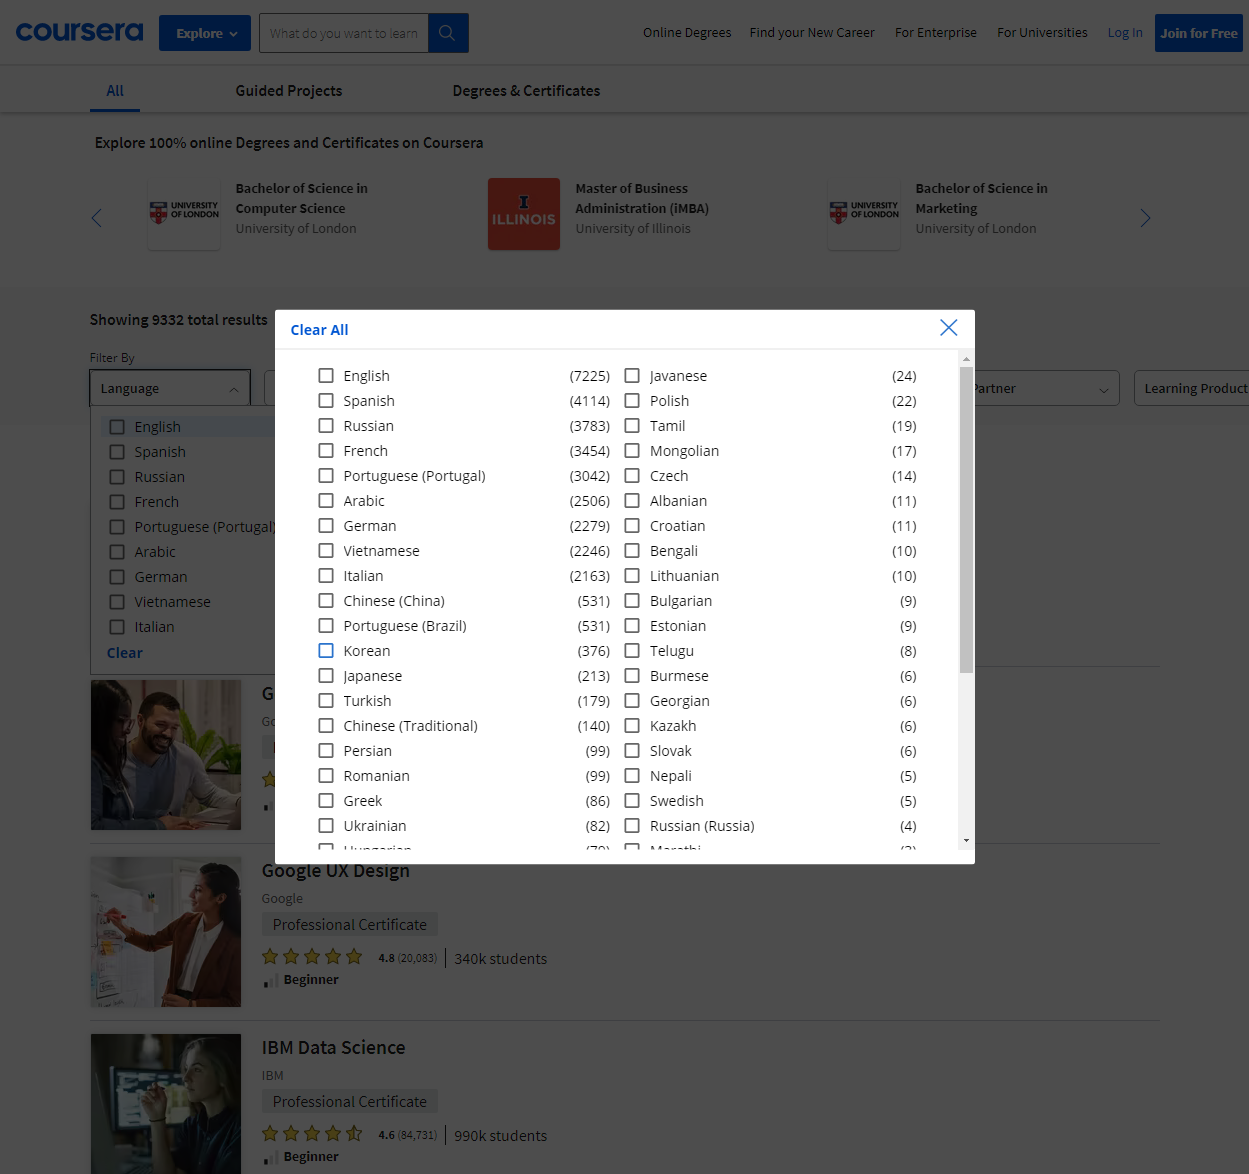 coursera
Explore
What do you want to learn
Online Degrees
Find your New Career
For Enterprise
For Universities
Log In
Join for Free
All
Guided Projects
Degrees & Certificates
Explore 100% online Degrees and Certificates on Coursera
UNIVERSITY
OF LONDON
Bachelor of Science in
Computer Science
University of London
I
ILLINOIS
Master of Business
Administration (iMBA)
University of Illinois
UNIVERSITY
OF LONDON
Bachelor of Science in
Marketing
University of London
Showing 9332 total results
Filter By
Language
Partner
Learning Product
English
Spanish
Russian
French
Portuguese (Portugal)
Arabic
German
Vietnamese
Italian
Clear
Clear All
English (7225)
Spanish (4114)
Russian (3783)
French (3454)
Portuguese (Portugal) (3042)
Arabic (2506)
German (2279)
Vietnamese (2246)
Italian (2163)
Chinese (China) (531)
Portuguese (Brazil) (531)
Korean (376)
Japanese (213)
Turkish (179)
Chinese (Traditional) (140)
Persian (99)
Romanian (99)
Greek (86)
Ukrainian (82)
Hungarian
Javanese (24)
Polish (22)
Tamil (19)
Mongolian (17)
Czech (14)
Albanian (11)
Croatian (11)
Bengali (10)
Lithuanian (10)
Bulgarian (9)
Estonian (9)
Telugu (8)
Burmese (6)
Georgian (6)
Kazakh (6)
Slovak (6)
Nepali (5)
Swedish (5)
Russian (Russia) (4)
Marathi
Google UX Design
Google
Professional Certificate
4.8 (20,083)
340k students
Beginner
IBM Data Science
IBM
Professional Certificate
4.6 (84,731)
990k students
Beginner